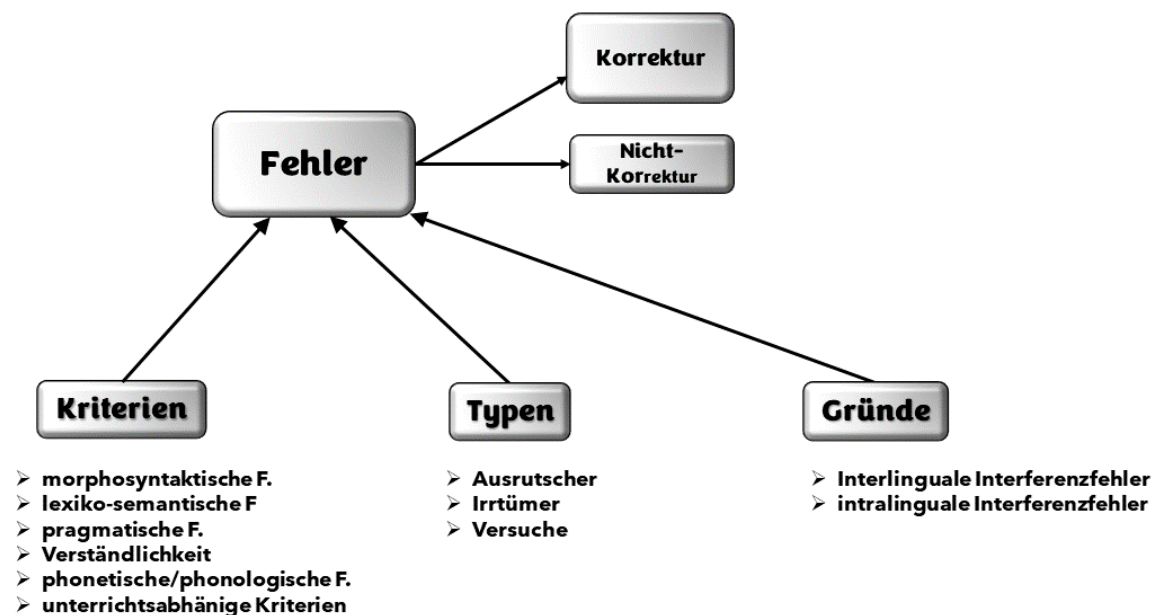 Korrektur
Fehler
Nicht-
Korrektur
Kriterien
➢ morphosyntaktische F.
➢ lexiko-semantische F
➢ pragmatische F.
➢ Verständlichkeit
➢ phonetische/phonologische F.
➢ unterrichtsabhänige Kriterien
Typen
➢ Ausrutscher
➢ Irrtümer
➢ Versuche
Gründe
➢ Interlinguale Interferenzfehler
➢ intralinguale Interferenzfehler